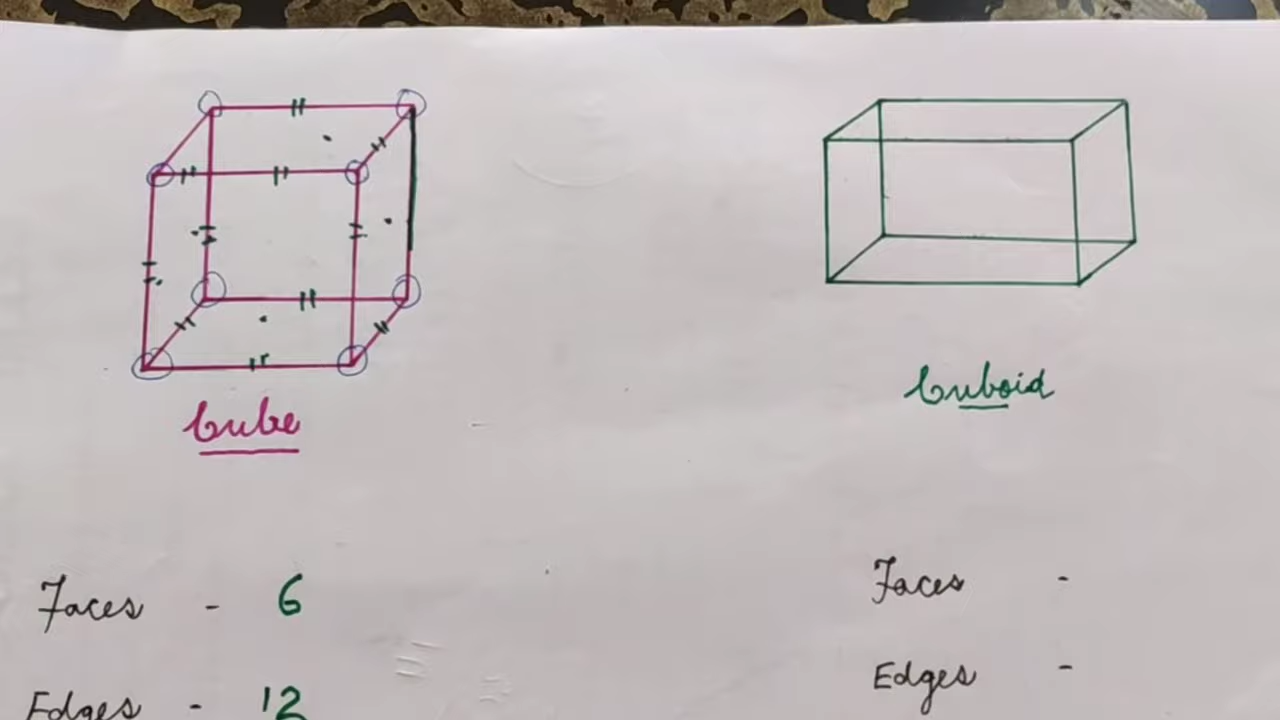 Cube
Cuboid
Faces - 6
Faces -
Edges - 12
Edges -